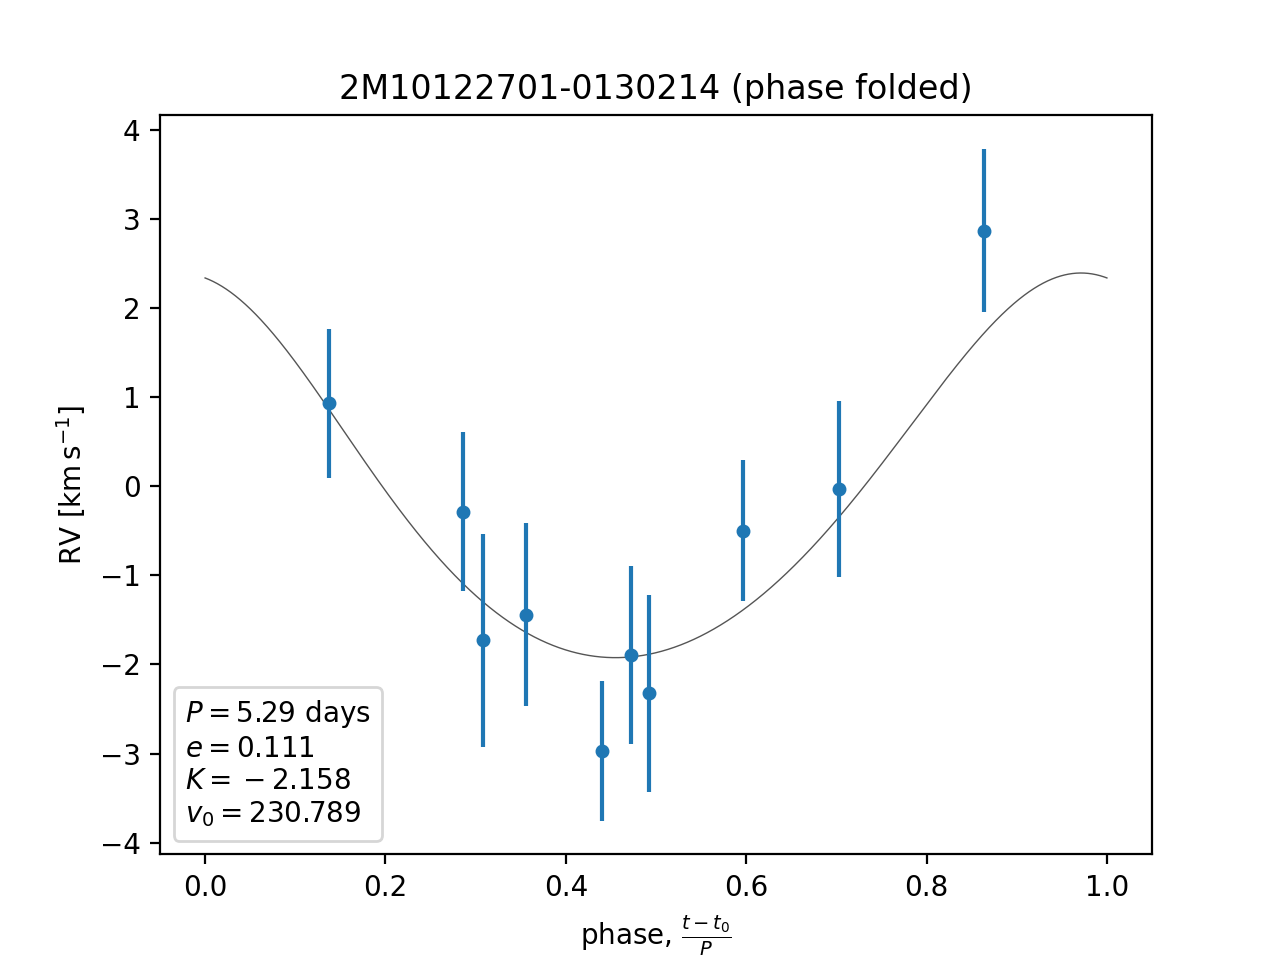 2M10122701-0130214 (phase folded)
4
3
2
1
0
−1
−2
−3
−4
RV [km s⁻¹]
P = 5.29 days
e = 0.111
K = −2.158
v₀ = 230.789
0.0 0.2 0.4 0.6 0.8 1.0
phase, (t − t₀)/P